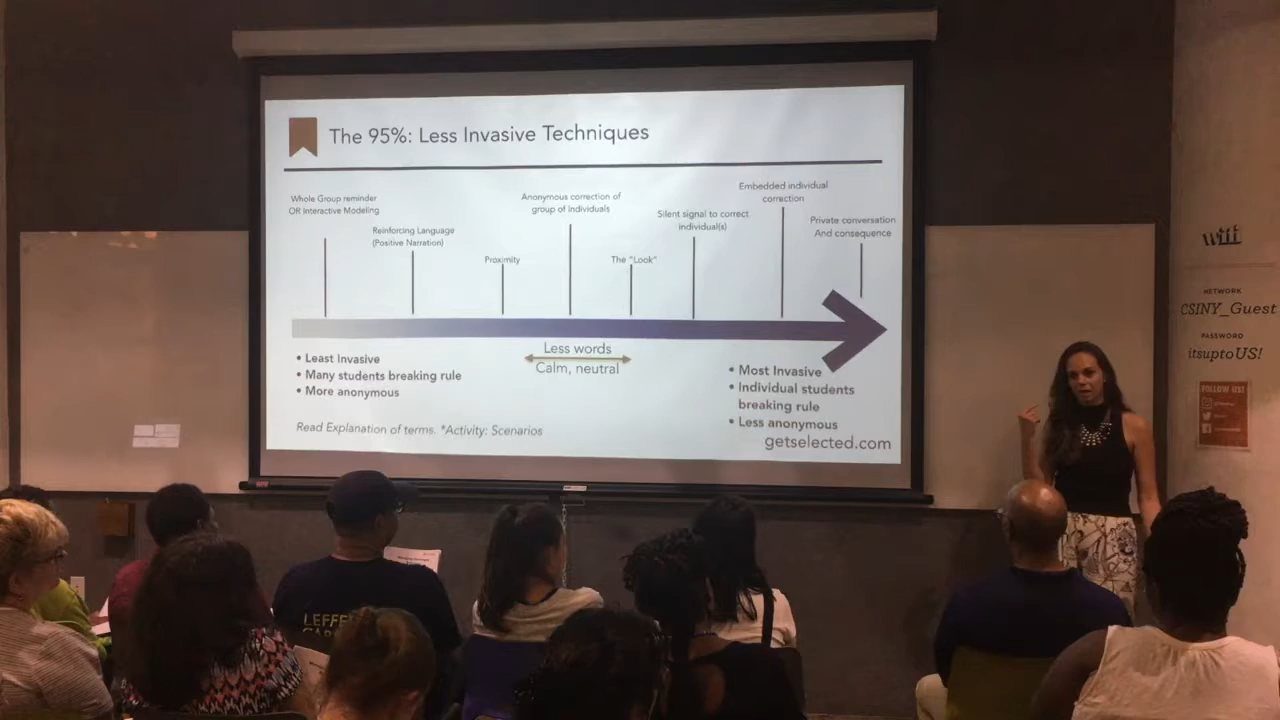 The 95%: Less Invasive Techniques
Whole Group reminder
OR Interactive Modeling
Reinforcing Language
(Positive Narration)
Proximity
Anonymous correction of
group of individuals
The "Look"
Silent signal to correct
individual(s)
Embedded individual
correction
Private conversation
And consequence
Less words
Calm, neutral
• Least Invasive
• Many students breaking rule
• More anonymous
• Most Invasive
• Individual students
breaking rule
• Less anonymous
Read Explanation of terms. *Activity: Scenarios
getselected.com
wifi
NETWORK
CSINY_Guest
PASSWORD
itsuptoUS!
FOLLOW US!
LEFFE